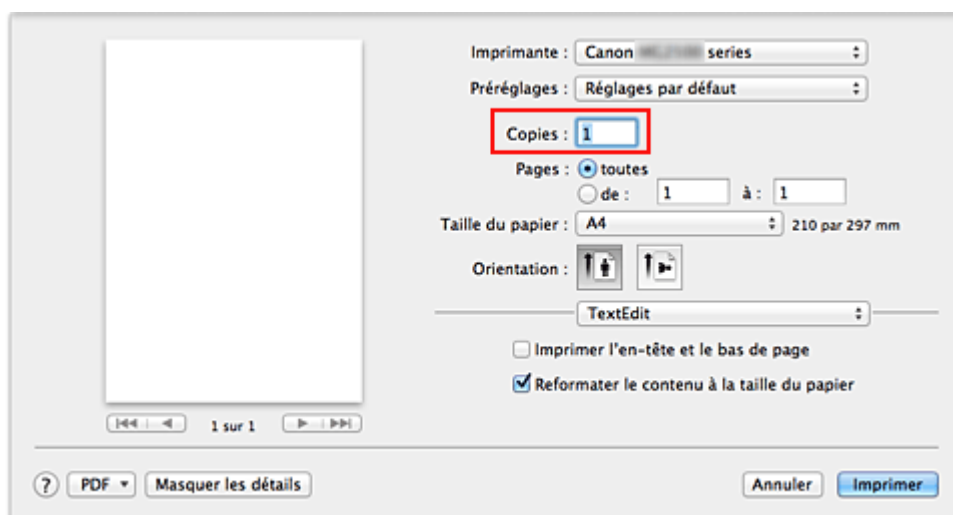 Imprimante : Canon series
Préréglages : Réglages par défaut
Copies : 1
Pages : toutes
de : 1 à : 1
Taille du papier : A4 210 par 297 mm
Orientation :
TextEdit
Imprimer l'en-tête et le bas de page
Reformater le contenu à la taille du papier
1 sur 1
? PDF Masquer les détails Annuler Imprimer